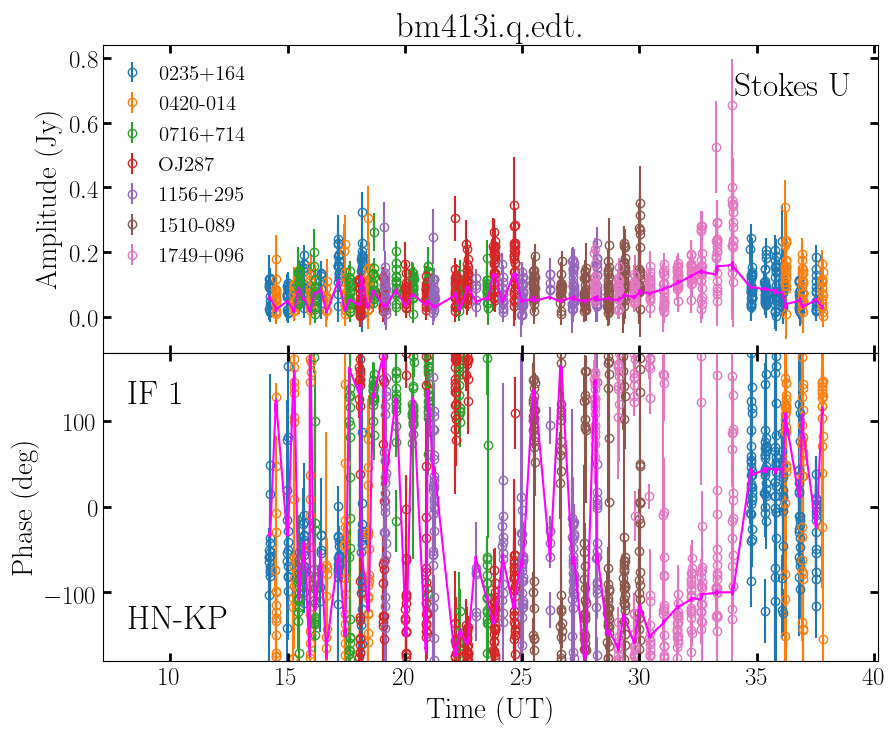 bm413i.q.edt.
Stokes U
0235+164
0420-014
0716+714
OJ287
1156+295
1510-089
1749+096
Amplitude (Jy)
0.8
0.6
0.4
0.2
0.0
IF 1
HN-KP
Phase (deg)
100
0
−100
10
15
20
25
30
35
40
Time (UT)